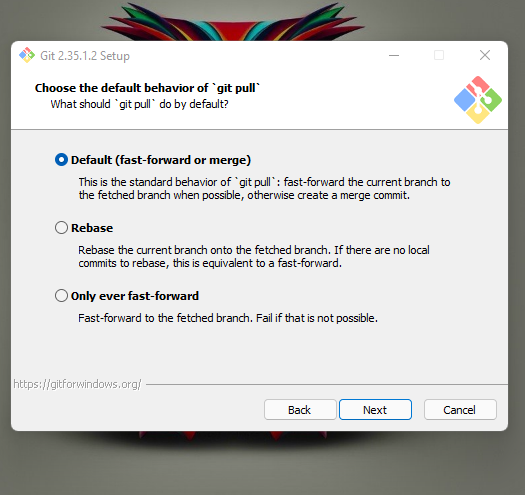 Git 2.35.1.2 Setup
Choose the default behavior of `git pull`
What should `git pull` do by default?
Default (fast-forward or merge)
This is the standard behavior of `git pull`: fast-forward the current branch to
the fetched branch when possible, otherwise create a merge commit.
Rebase
Rebase the current branch onto the fetched branch. If there are no local
commits to rebase, this is equivalent to a fast-forward.
Only ever fast-forward
Fast-forward to the fetched branch. Fail if that is not possible.
https://gitforwindows.org/
Back Next Cancel